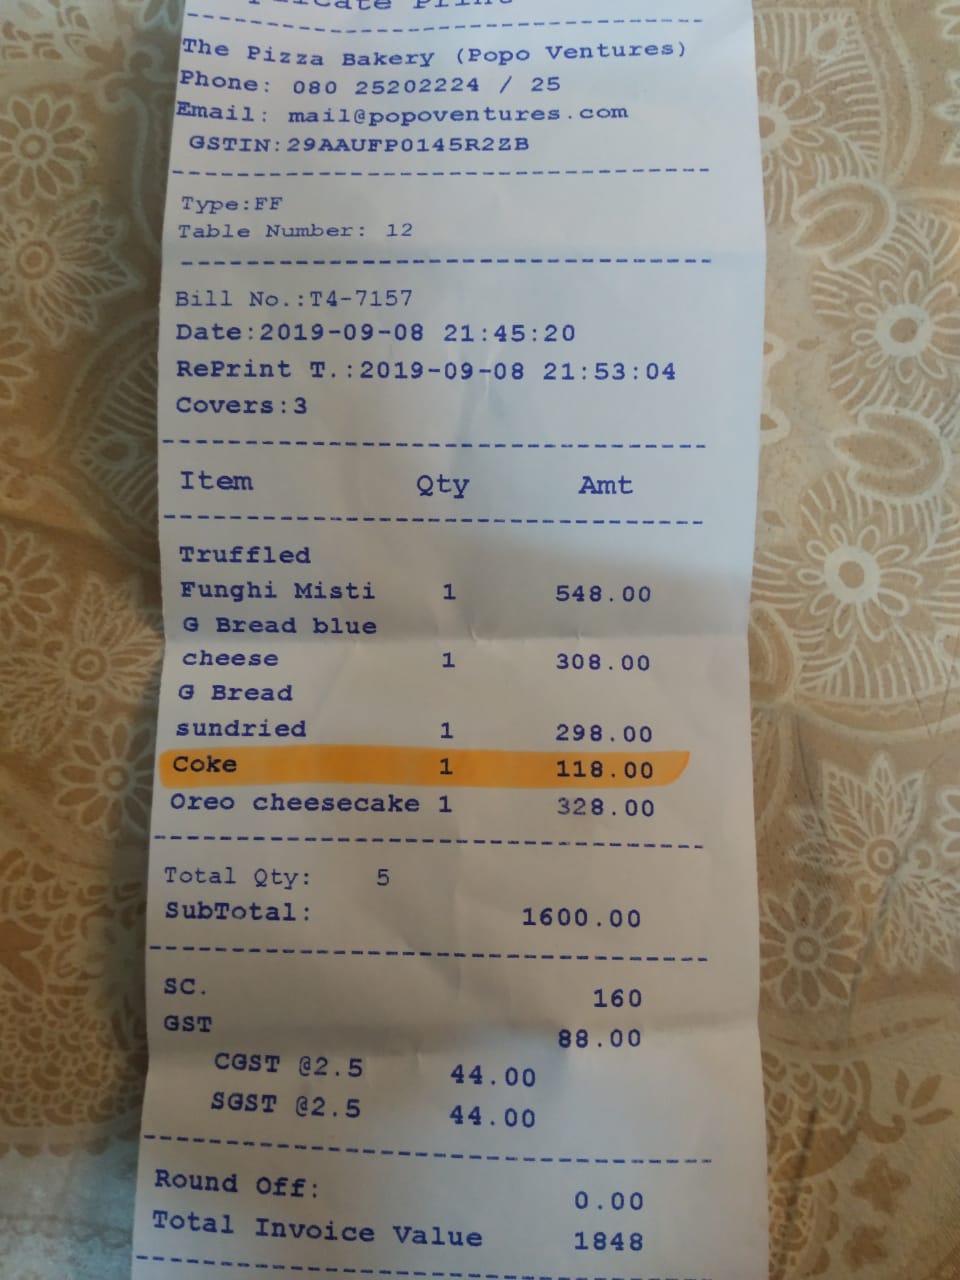 The Pizza Bakery (Popo Ventures)
Phone: 080 25202224 / 25
Email: mail@popoventures.com
GSTIN:29AAUFP0145R2ZB
Type:FF
Table Number: 12
Bill No.:T4-7157
Date:2019-09-08 21:45:20
RePrint T.:2019-09-08 21:53:04
Covers:3
Item Qty Amt
Truffled
Funghi Misti 1 548.00
G Bread blue
cheese 1 308.00
G Bread
sundried 1 298.00
Coke 1 118.00
Oreo cheesecake 1 328.00
Total Qty: 5
SubTotal: 1600.00
SC. 160
GST 88.00
CGST @2.5 44.00
SGST @2.5 44.00
Round Off: 0.00
Total Invoice Value 1848